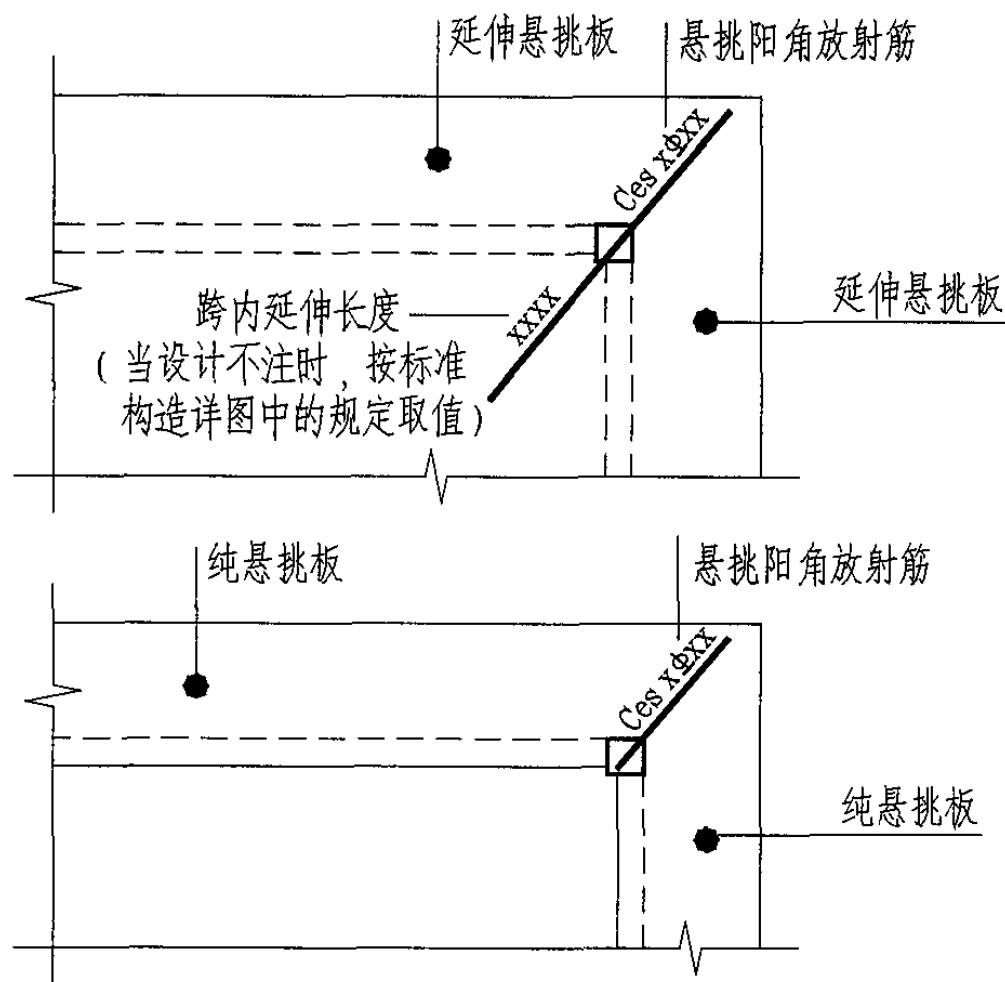 延伸悬挑板
悬挑阳角放射筋
Ces xΦxx
延伸悬挑板
跨内延伸长度
xxxx
(当设计不注时,按标准
构造详图中的规定取值)
纯悬挑板
悬挑阳角放射筋
Ces xΦxx
纯悬挑板